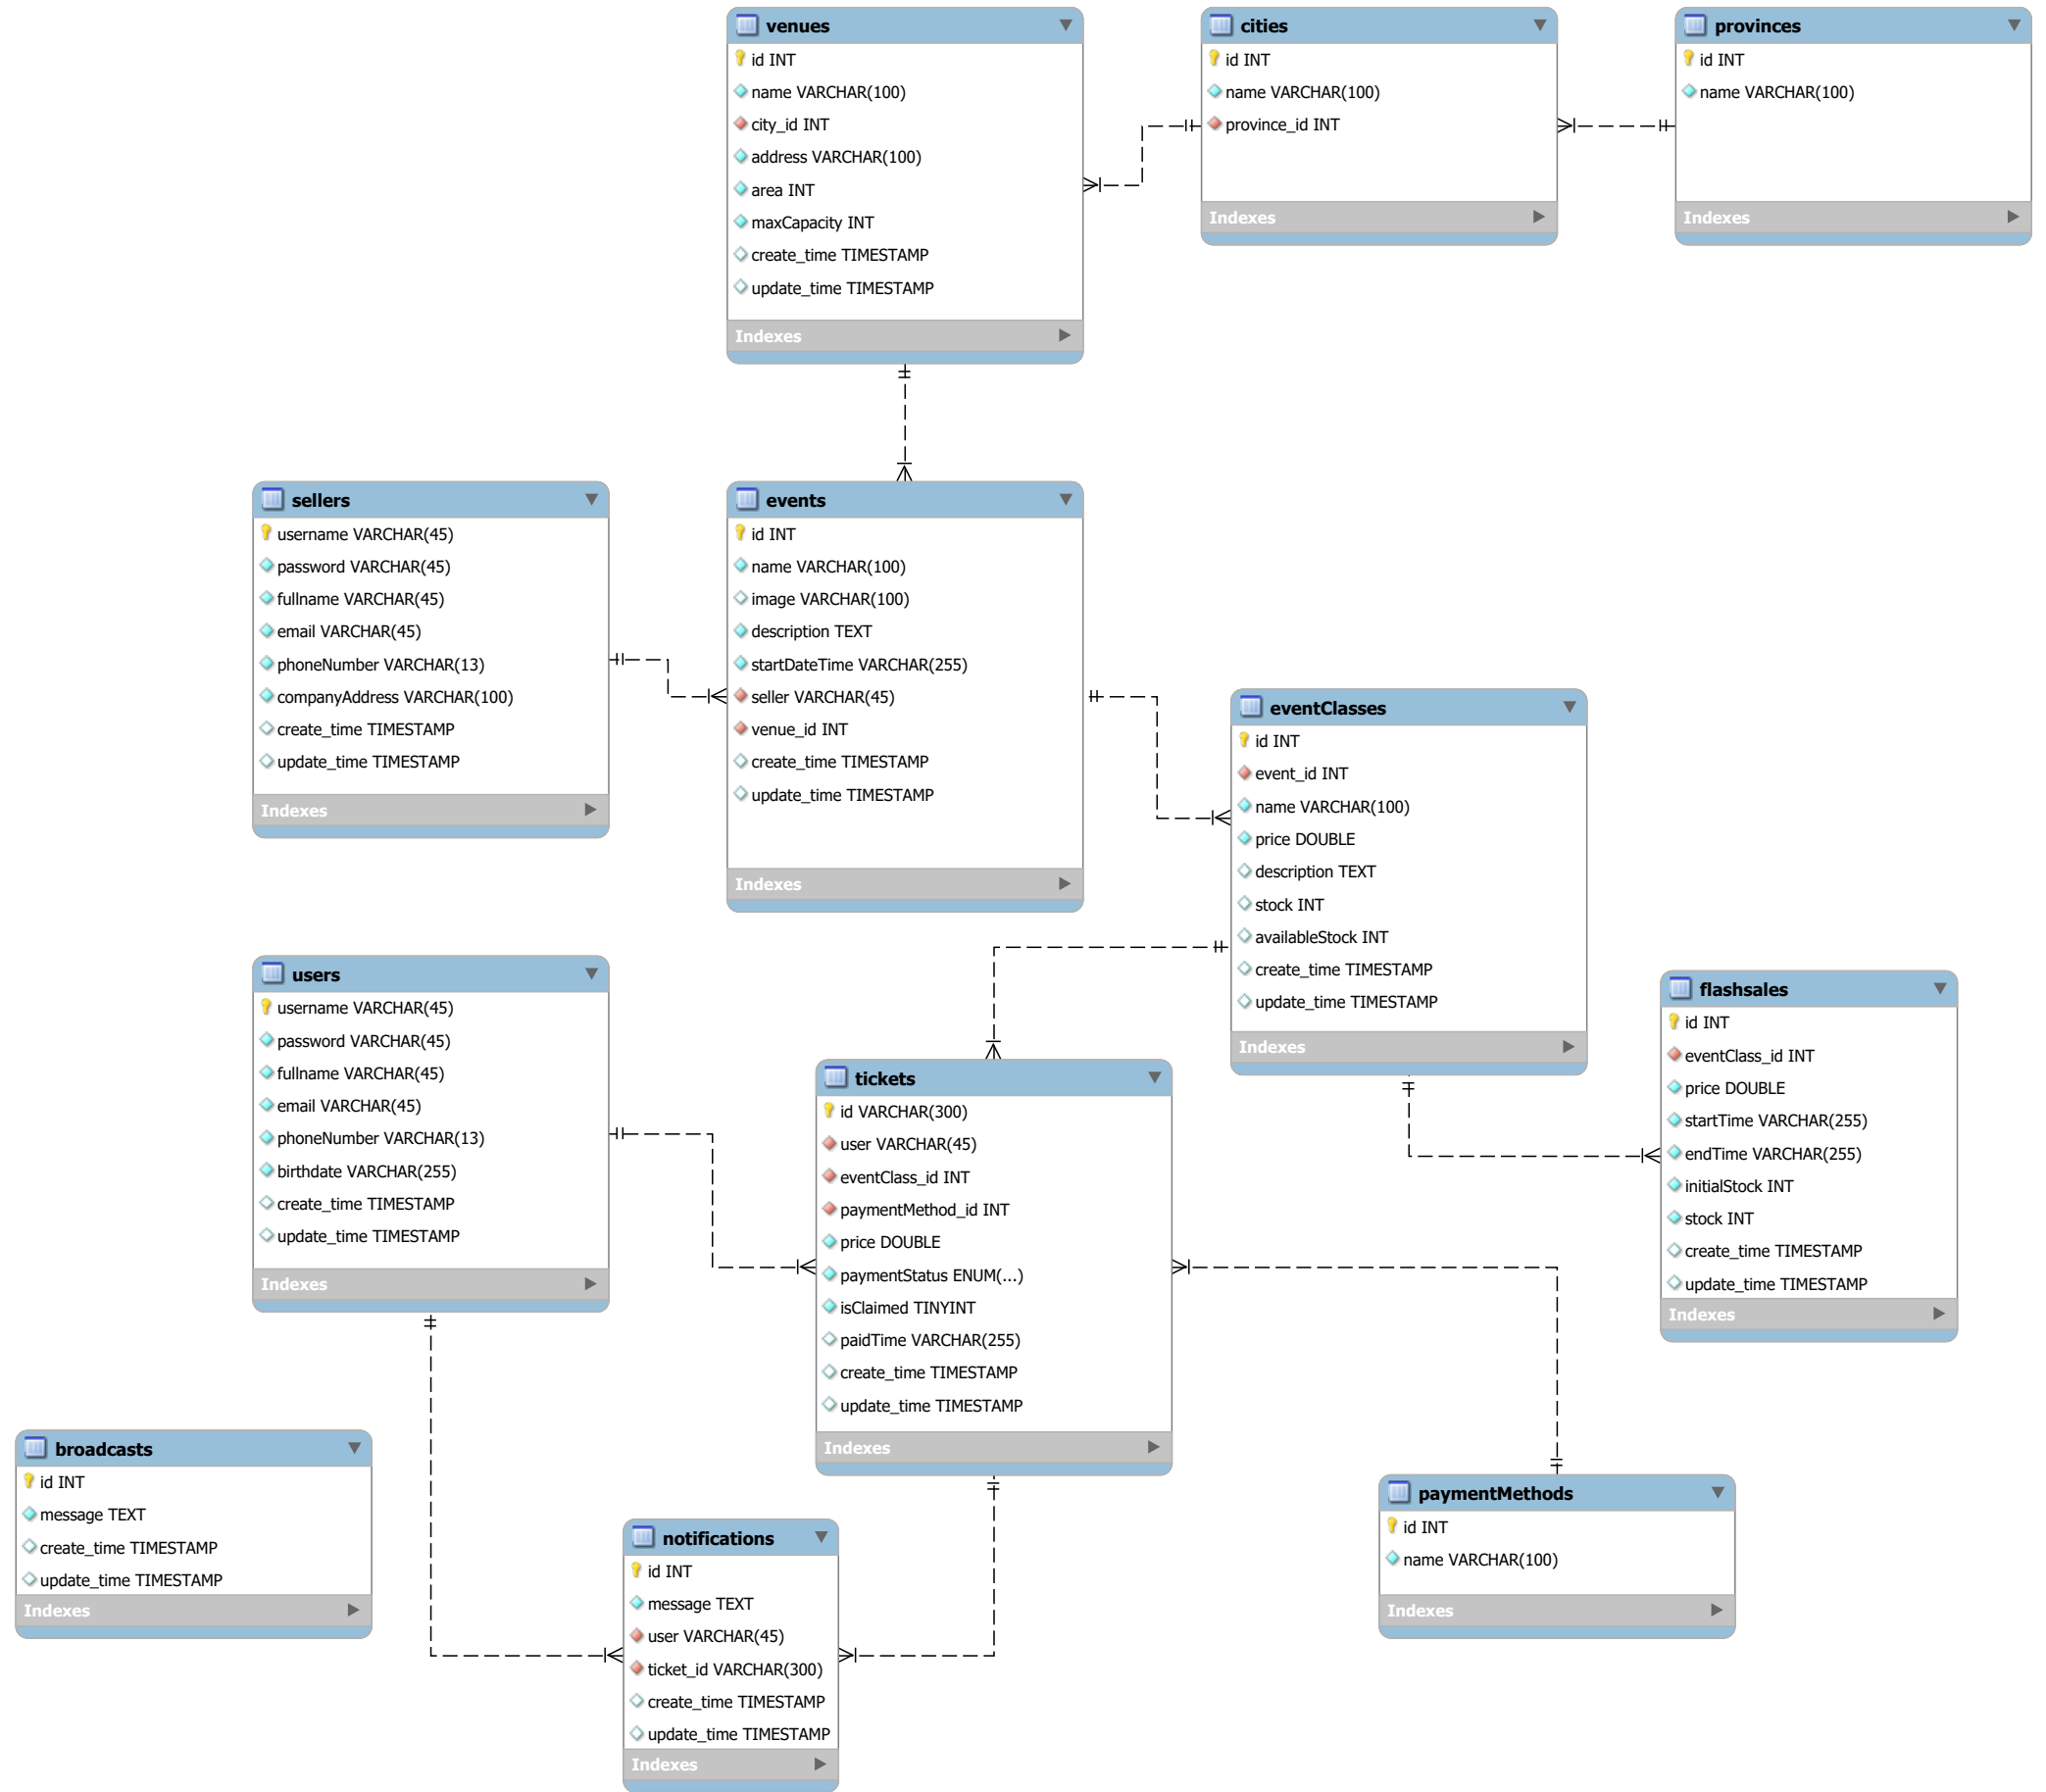 venues
id INT
name VARCHAR(100)
city_id INT
address VARCHAR(100)
area INT
maxCapacity INT
create_time TIMESTAMP
update_time TIMESTAMP
Indexes
cities
id INT
name VARCHAR(100)
province_id INT
Indexes
provinces
id INT
name VARCHAR(100)
Indexes
sellers
username VARCHAR(45)
password VARCHAR(45)
fullname VARCHAR(45)
email VARCHAR(45)
phoneNumber VARCHAR(13)
companyAddress VARCHAR(100)
create_time TIMESTAMP
update_time TIMESTAMP
Indexes
events
id INT
name VARCHAR(100)
image VARCHAR(100)
description TEXT
startDateTime VARCHAR(255)
seller VARCHAR(45)
venue_id INT
create_time TIMESTAMP
update_time TIMESTAMP
Indexes
eventClasses
id INT
event_id INT
name VARCHAR(100)
price DOUBLE
description TEXT
stock INT
availableStock INT
create_time TIMESTAMP
update_time TIMESTAMP
Indexes
users
username VARCHAR(45)
password VARCHAR(45)
fullname VARCHAR(45)
email VARCHAR(45)
phoneNumber VARCHAR(13)
birthdate VARCHAR(255)
create_time TIMESTAMP
update_time TIMESTAMP
Indexes
flashsales
id INT
eventClass_id INT
price DOUBLE
startTime VARCHAR(255)
endTime VARCHAR(255)
initialStock INT
stock INT
create_time TIMESTAMP
update_time TIMESTAMP
Indexes
tickets
id VARCHAR(300)
user VARCHAR(45)
eventClass_id INT
paymentMethod_id INT
price DOUBLE
paymentStatus ENUM(...)
isClaimed TINYINT
paidTime VARCHAR(255)
create_time TIMESTAMP
update_time TIMESTAMP
Indexes
broadcasts
id INT
message TEXT
create_time TIMESTAMP
update_time TIMESTAMP
Indexes
notifications
id INT
message TEXT
user VARCHAR(45)
ticket_id VARCHAR(300)
create_time TIMESTAMP
update_time TIMESTAMP
Indexes
paymentMethods
id INT
name VARCHAR(100)
Indexes